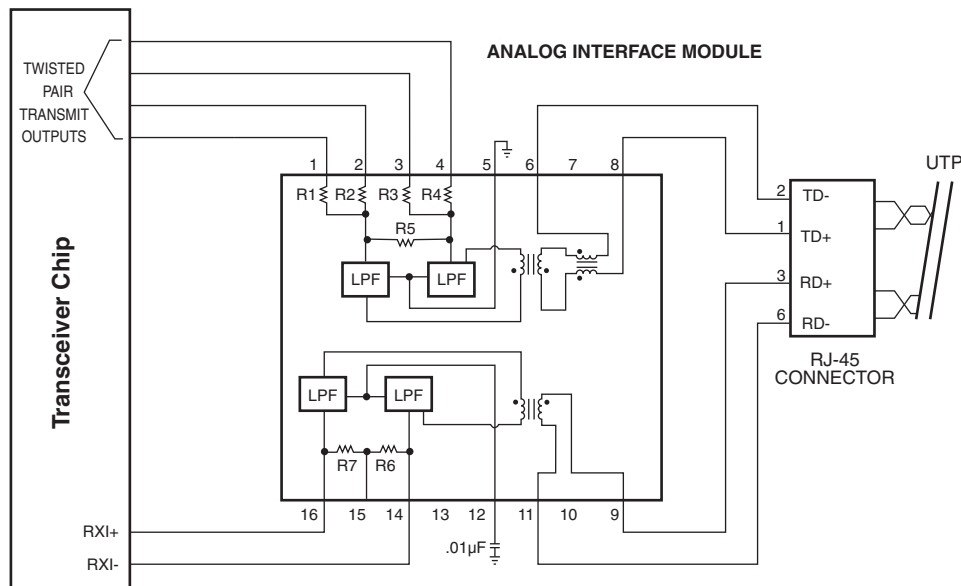 ANALOG INTERFACE MODULE
TWISTED
PAIR
TRANSMIT
OUTPUTS
Transceiver Chip
1 2 3 4 5 6 7 8
R1 R2 R3 R4
R5
LPF LPF
LPF LPF
R7 R6
16 15 14 13 12 11 10 9
.01µF
RXI+
RXI-
UTP
2 TD-
1 TD+
3 RD+
6 RD-
RJ-45
CONNECTOR